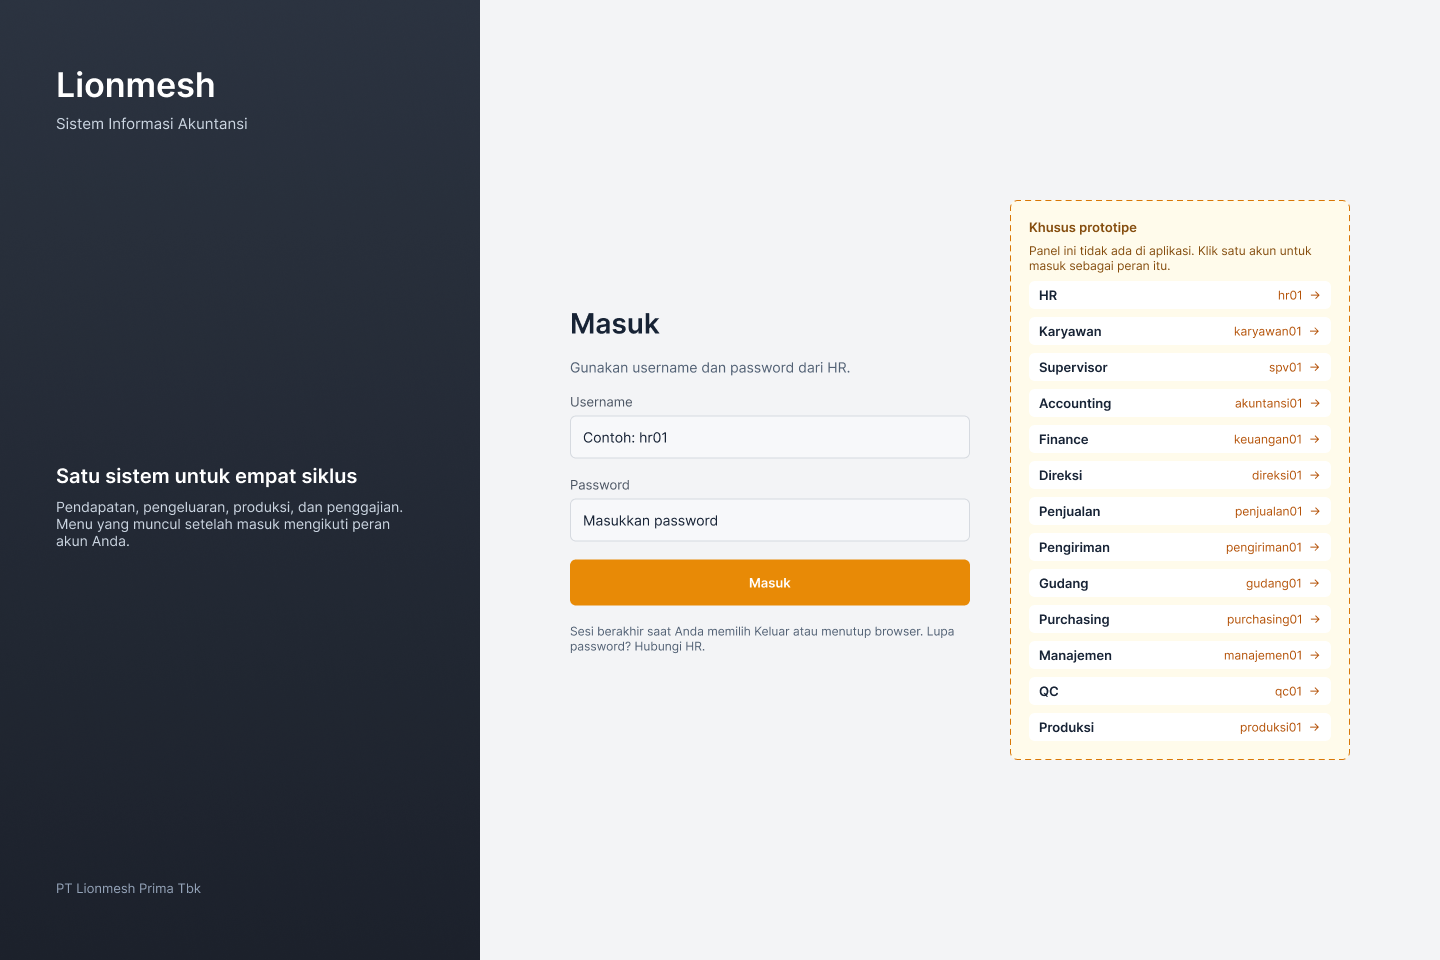 Lionmesh
Sistem Informasi Akuntansi
Satu sistem untuk empat siklus
Pendapatan, pengeluaran, produksi, dan penggajian.
Menu yang muncul setelah masuk mengikuti peran
akun Anda.
PT Lionmesh Prima Tbk
Masuk
Gunakan username dan password dari HR.
Username
Contoh: hr01
Password
Masukkan password
Masuk
Sesi berakhir saat Anda memilih Keluar atau menutup browser. Lupa
password? Hubungi HR.
Khusus prototipe
Panel ini tidak ada di aplikasi. Klik satu akun untuk
masuk sebagai peran itu.
HR hr01 →
Karyawan karyawan01 →
Supervisor spv01 →
Accounting akuntansi01 →
Finance keuangan01 →
Direksi direksi01 →
Penjualan penjualan01 →
Pengiriman pengiriman01 →
Gudang gudang01 →
Purchasing purchasing01 →
Manajemen manajemen01 →
QC qc01 →
Produksi produksi01 →